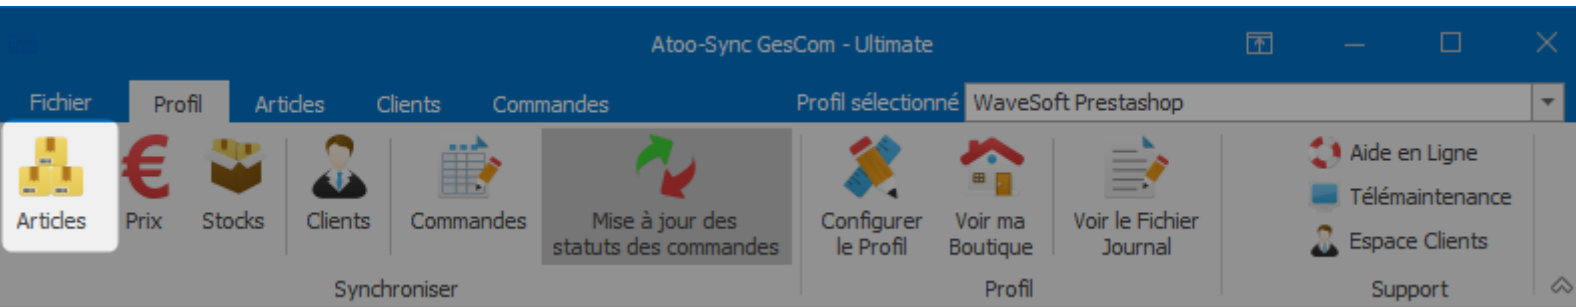 Atoo-Sync GesCom - Ultimate
Fichier Profil Articles Clients Commandes Profil sélectionné WaveSoft Prestashop
Articles Prix Stocks Clients Commandes
Mise à jour des
statuts des commandes
Configurer
le Profil
Voir ma
Boutique
Voir le Fichier
Journal
Aide en Ligne
Télémaintenance
Espace Clients
Synchroniser Profil Support